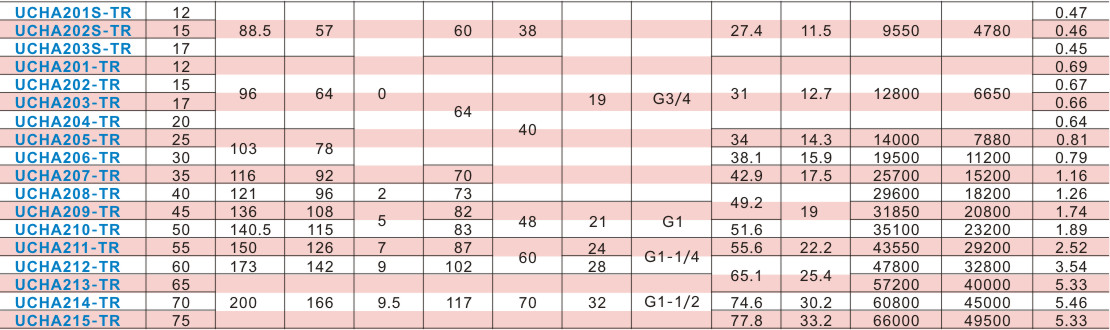 UCHA201S-TR 12 0.47
UCHA202S-TR 15 88.5 57 60 38 27.4 11.5 9550 4780 0.46
UCHA203S-TR 17 0.45
UCHA201-TR 12 0.69
UCHA202-TR 15 0.67
96 64 0 31 12.7 12800 6650
UCHA203-TR 17 19 G3/4 0.66
64
UCHA204-TR 20 0.64
40
UCHA205-TR 25 34 14.3 14000 7880 0.81
103 78
UCHA206-TR 30 38.1 15.9 19500 11200 0.79
UCHA207-TR 35 116 92 70 42.9 17.5 25700 15200 1.16
UCHA208-TR 40 121 96 2 73 29600 18200 1.26
49.2
UCHA209-TR 45 136 108 82 19 31850 20800 1.74
5 48 21 G1
UCHA210-TR 50 140.5 115 83 51.6 35100 23200 1.89
UCHA211-TR 55 150 126 7 87 24 55.6 22.2 43550 29200 2.52
60 G1-1/4
UCHA212-TR 60 173 142 9 102 28 47800 32800 3.54
65.1 25.4
UCHA213-TR 65 57200 40000 5.33
UCHA214-TR 70 200 166 9.5 117 70 32 G1-1/2 74.6 30.2 60800 45000 5.46
UCHA215-TR 75 77.8 33.2 66000 49500 5.33